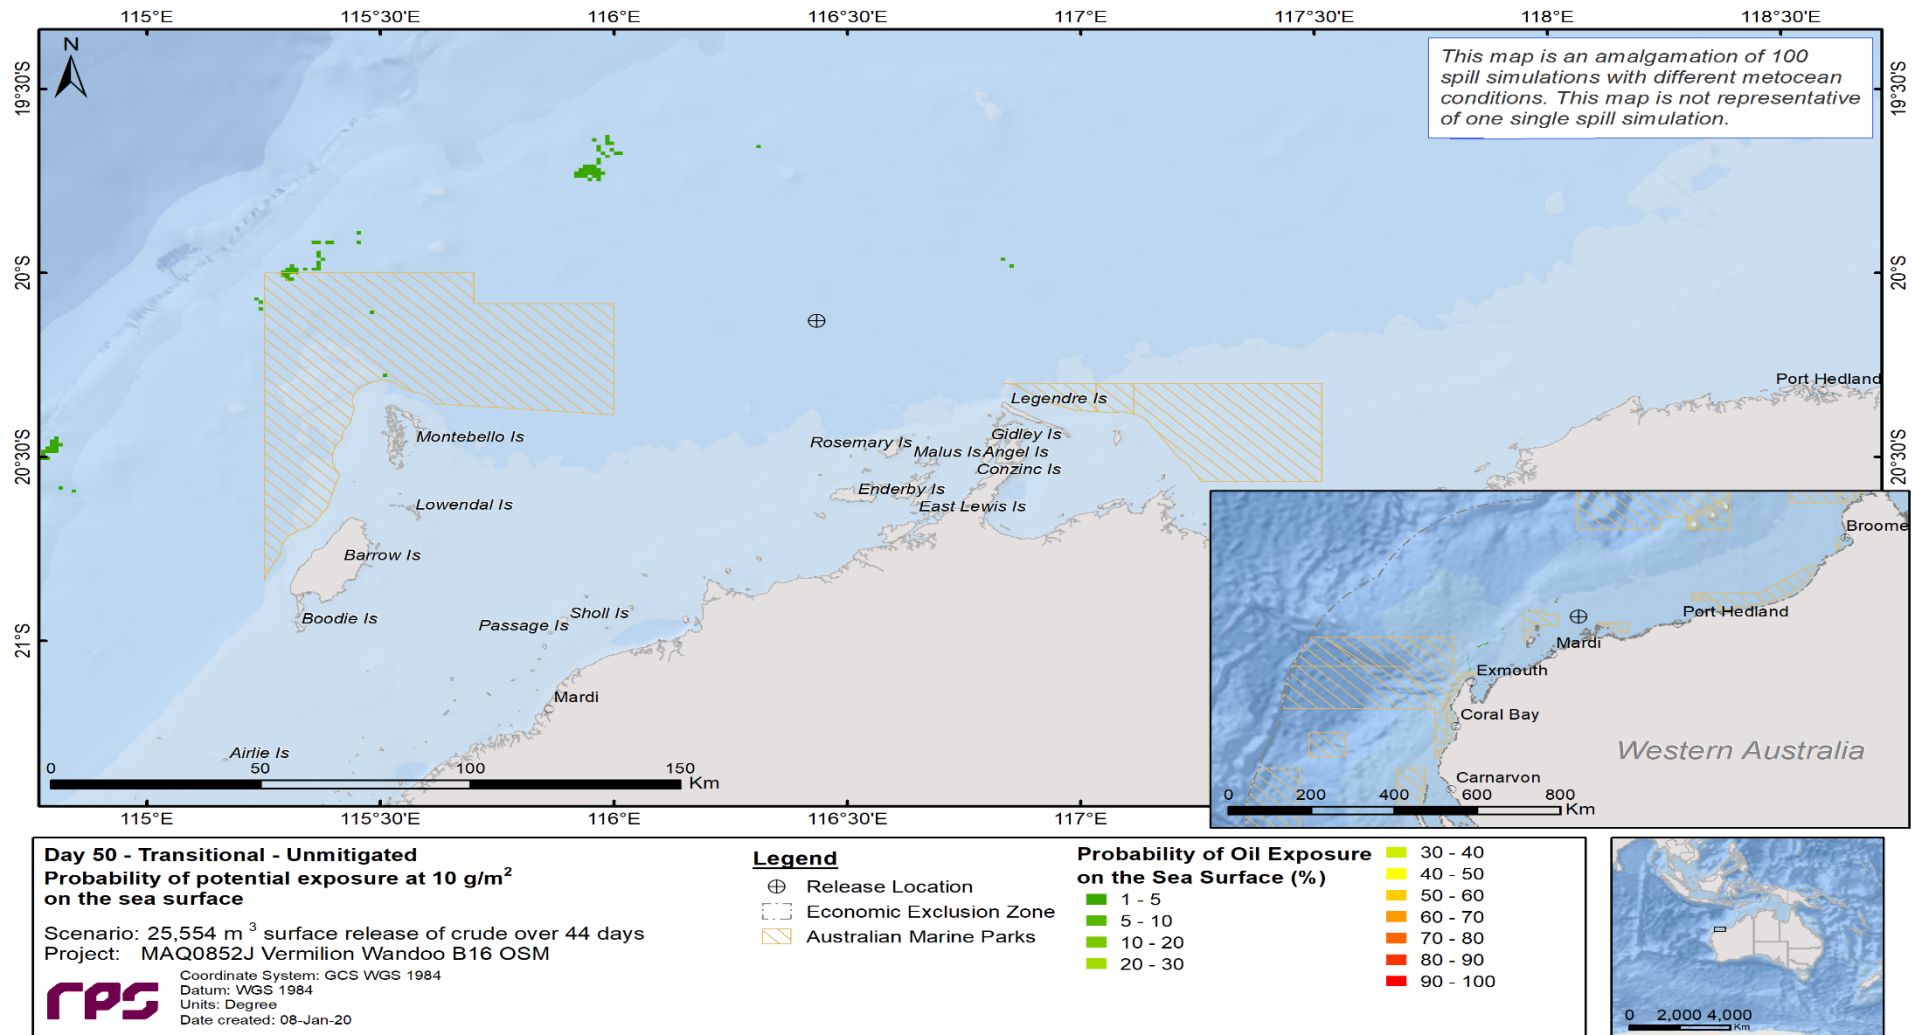 115°E 115°30'E 116°E 116°30'E 117°E 117°30'E 118°E 118°30'E
N
This map is an amalgamation of 100
spill simulations with different metocean
conditions. This map is not representative
of one single spill simulation.
19°30'S 19°30'S
20°S 20°S
20°30'S 20°30'S
21°S
Port Hedland
Legendre Is
Montebello Is
Rosemary Is
Gidley Is
Malus Is
Angel Is
Conzinc Is
Enderby Is
East Lewis Is
Lowendal Is
Barrow Is
Boodie Is
Passage Is
Sholl Is
Mardi
Airlie Is
0 50 100 150
Km
115°E 115°30'E 116°E 116°30'E 117°E
Broome
Port Hedland
Mardi
Exmouth
Coral Bay
Western Australia
Carnarvon
0 200 400 600 800
Km
Day 50 - Transitional - Unmitigated
Probability of potential exposure at 10 g/m²
on the sea surface
Scenario: 25,554 m ³ surface release of crude over 44 days
Project: MAQ0852J Vermilion Wandoo B16 OSM
rps
Coordinate System: GCS WGS 1984
Datum: WGS 1984
Units: Degree
Date created: 08-Jan-20
Legend
Release Location
Economic Exclusion Zone
Australian Marine Parks
Probability of Oil Exposure
on the Sea Surface (%)
1 - 5
5 - 10
10 - 20
20 - 30
30 - 40
40 - 50
50 - 60
60 - 70
70 - 80
80 - 90
90 - 100
0 2,000 4,000
Km